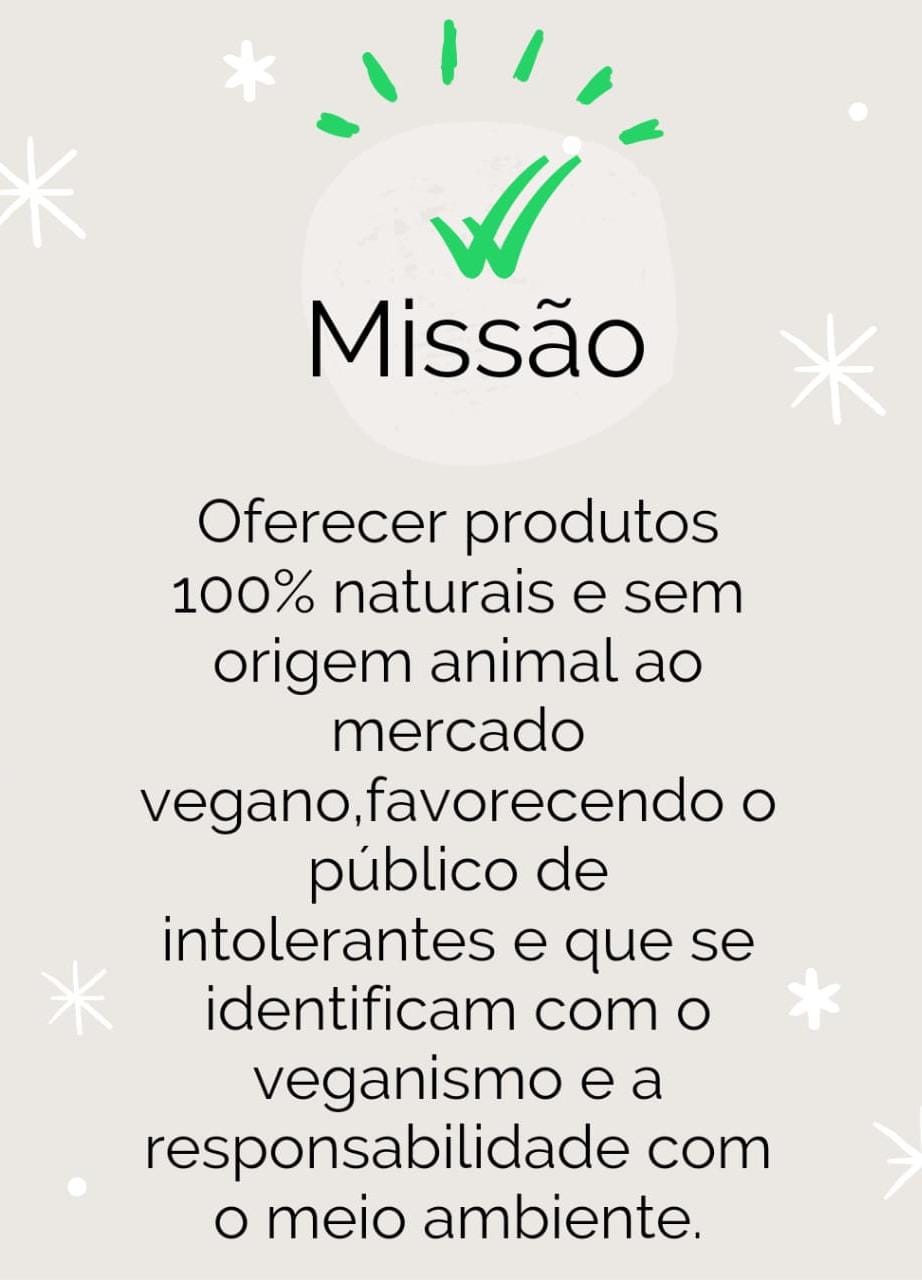 Missão
Oferecer produtos
100% naturais e sem
origem animal ao
mercado
vegano,favorecendo o
público de
intolerantes e que se
identificam com o
veganismo e a
responsabilidade com
o meio ambiente.